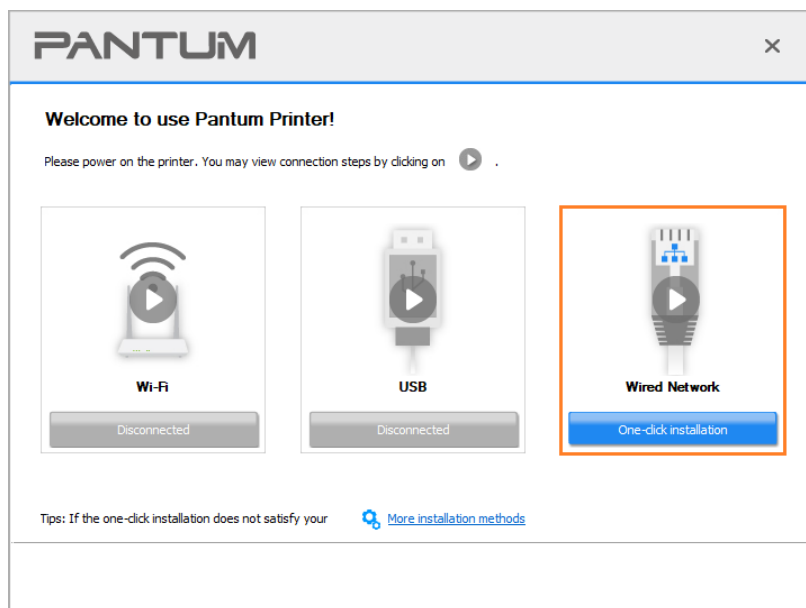 PANTUM
Welcome to use Pantum Printer!
Please power on the printer. You may view connection steps by clicking on .
Wi-Fi
USB
Wired Network
Disconnected
Disconnected
One-click installation
Tips: If the one-click installation does not satisfy your More installation methods